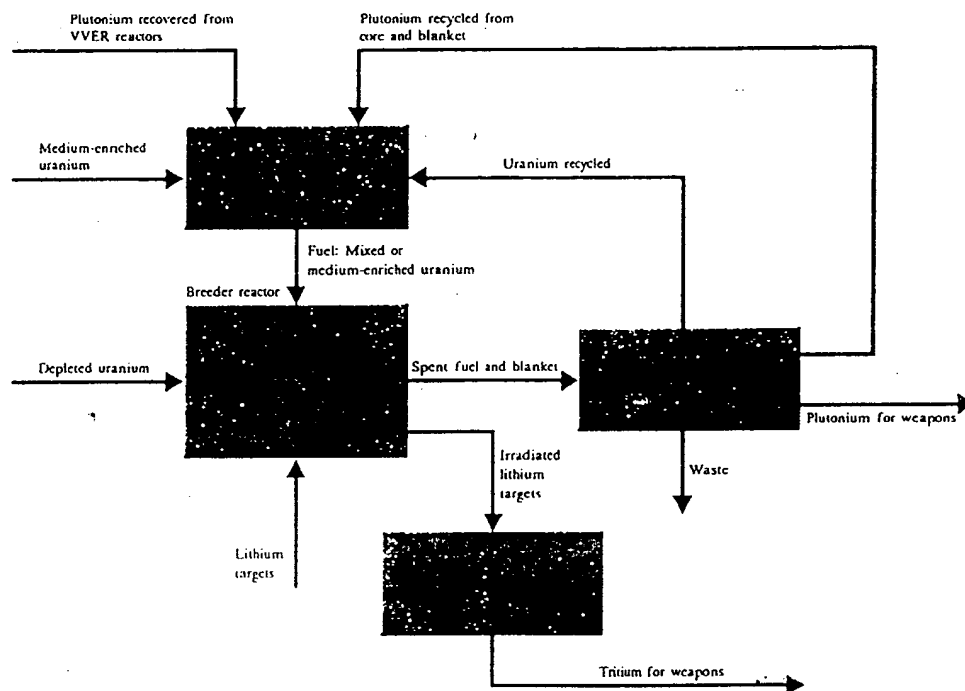 Plutonium recovered from
VVER reactors
Plutonium recycled from
core and blanket
Medium-enriched
uranium
Uranium recycled
Fuel: Mixed or
medium-enriched uranium
Breeder reactor
Depleted uranium
Spent fuel and blanket
Plutonium for weapons
Irradiated
lithium
targets
Waste
Lithium
targets
Tritium for weapons